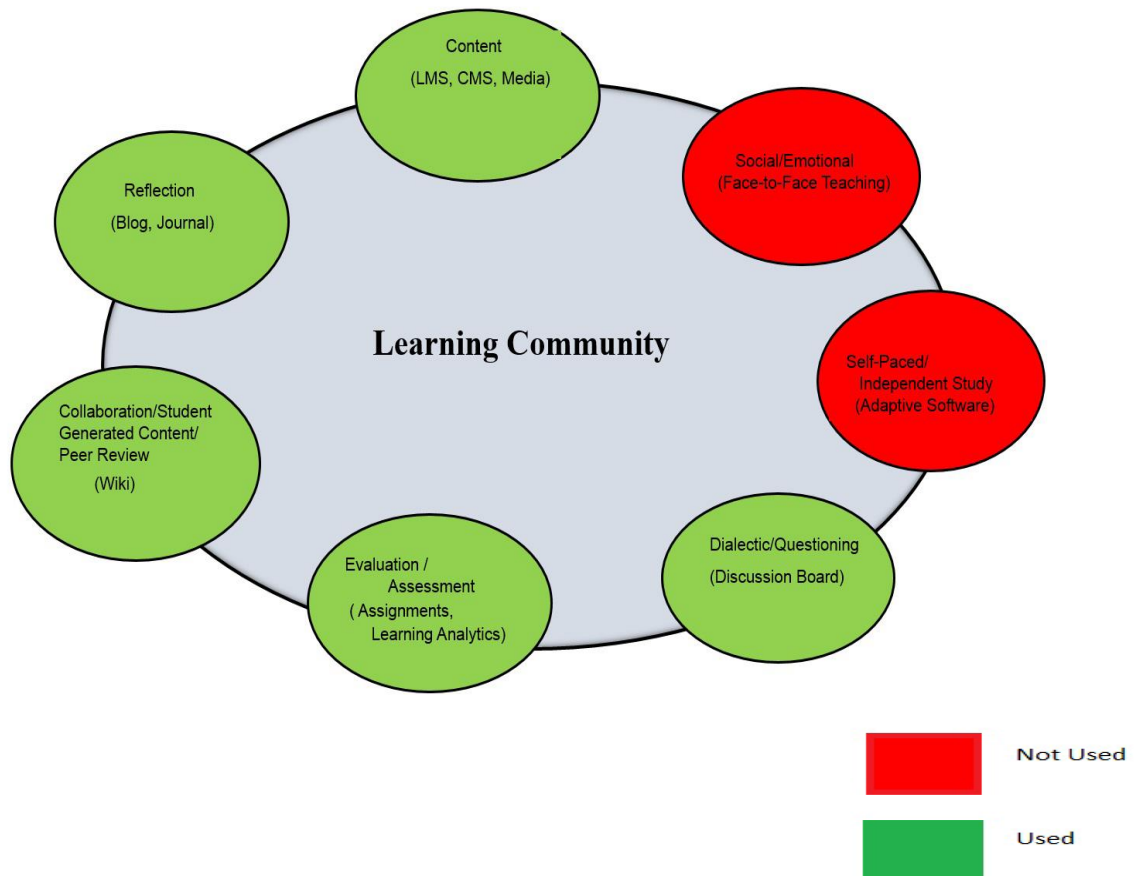 Content
(LMS, CMS, Media)
Social/Emotional
(Face-to-Face Teaching)
Reflection
(Blog, Journal)
Learning Community
Self-Paced/
Independent Study
(Adaptive Software)
Collaboration/Student
Generated Content/
Peer Review
(Wiki)
Evaluation /
Assessment
( Assignments,
Learning Analytics)
Dialectic/Questioning
(Discussion Board)
Not Used
Used